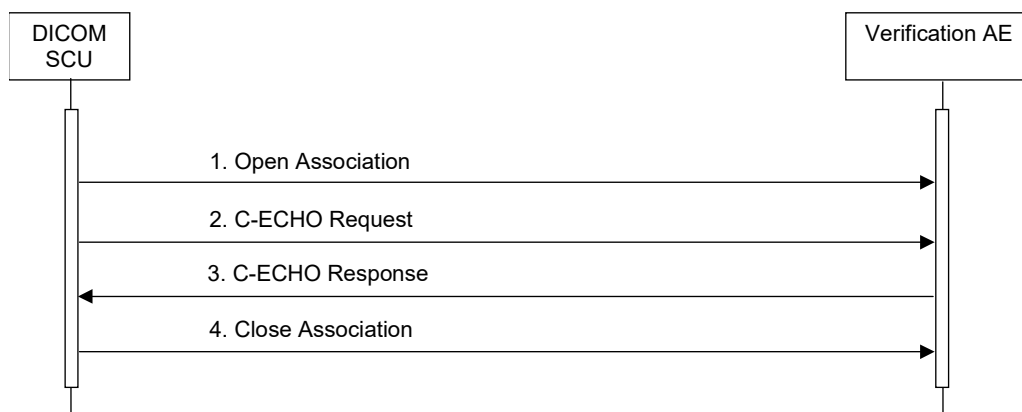 DICOM
SCU
Verification AE
1. Open Association
2. C-ECHO Request
3. C-ECHO Response
4. Close Association